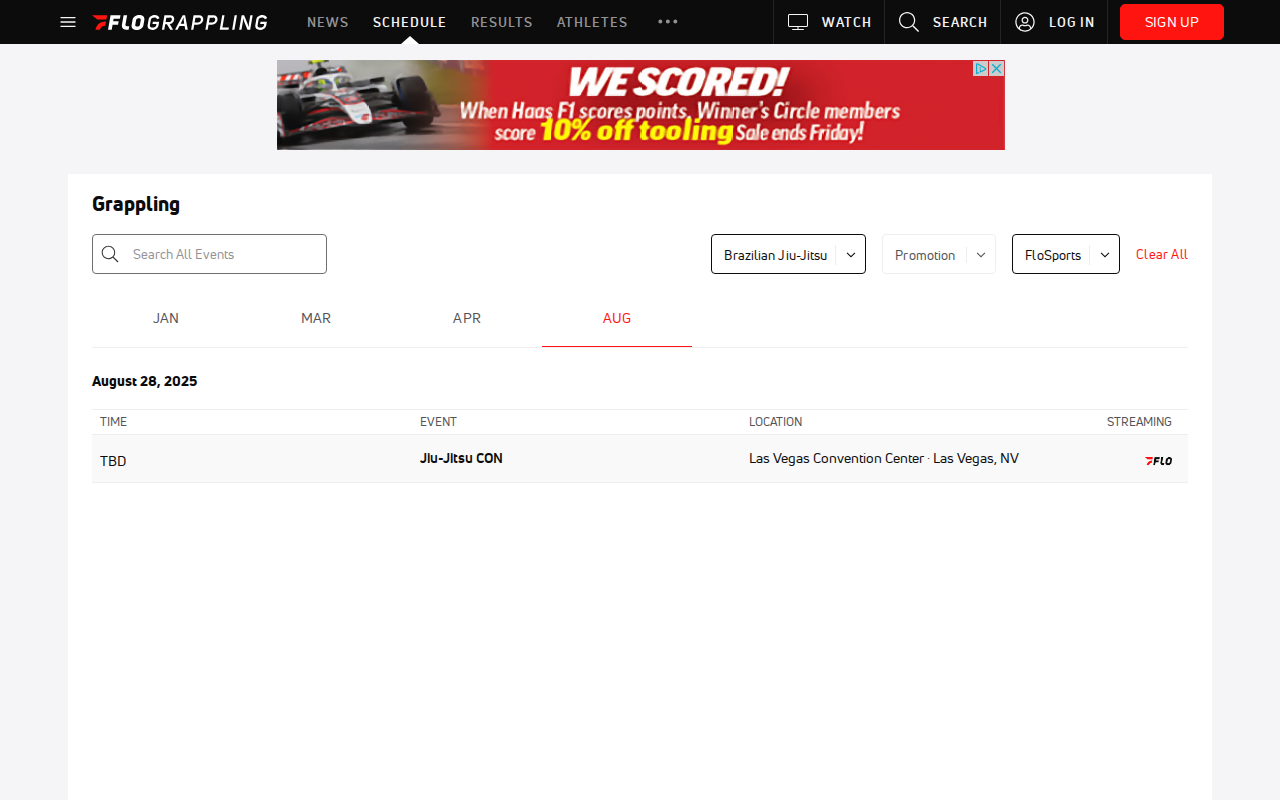 FLOGRAPPLING NEWS SCHEDULE RESULTS ATHLETES WATCH SEARCH LOG IN SIGN UP
WE SCORED!
When Haas F1 scores points, Winner's Circle members
score 10% off tooling Sale ends Friday!
Grappling
Search All Events Brazilian Jiu-Jitsu Promotion FloSports Clear All
JAN MAR APR AUG
August 28, 2025
TIME EVENT LOCATION STREAMING
TBD Jiu-Jitsu CON Las Vegas Convention Center · Las Vegas, NV FLO